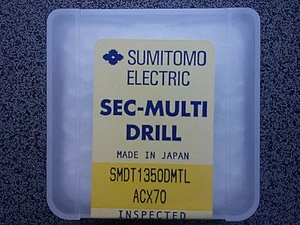 SUMITOMO
ELECTRIC
SEC-MULTI
DRILL
MADE IN JAPAN
SMDT1350DMTL
ACX70
INSPECTED